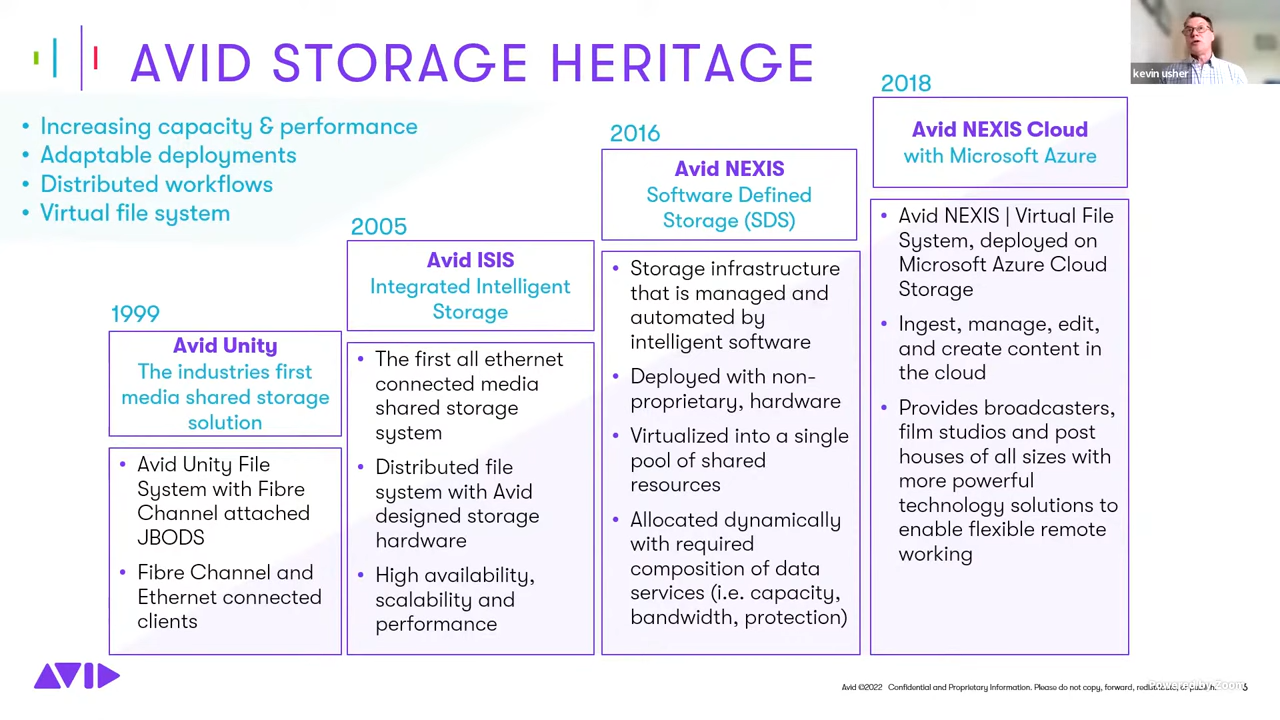 AVID STORAGE HERITAGE
kevin usher
• Increasing capacity & performance
• Adaptable deployments
• Distributed workflows
• Virtual file system
1999
Avid Unity
The industries first
media shared storage
solution
• Avid Unity File
System with Fibre
Channel attached
JBODS
• Fibre Channel and
Ethernet connected
clients
2005
Avid ISIS
Integrated Intelligent
Storage
• The first all ethernet
connected media
shared storage
system
• Distributed file
system with Avid
designed storage
hardware
• High availability,
scalability and
performance
2016
Avid NEXIS
Software Defined
Storage (SDS)
• Storage infrastructure
that is managed and
automated by
intelligent software
• Deployed with non-
proprietary, hardware
• Virtualized into a single
pool of shared
resources
• Allocated dynamically
with required
composition of data
services (i.e. capacity,
bandwidth, protection)
2018
Avid NEXIS Cloud
with Microsoft Azure
• Avid NEXIS | Virtual File
System, deployed on
Microsoft Azure Cloud
Storage
• Ingest, manage, edit,
and create content in
the cloud
• Provides broadcasters,
film studios and post
houses of all sizes with
more powerful
technology solutions to
enable flexible remote
working
AVID
Avid ©2022 Confidential and Proprietary Information. Please do not copy, forward, or
Powered by Zoom